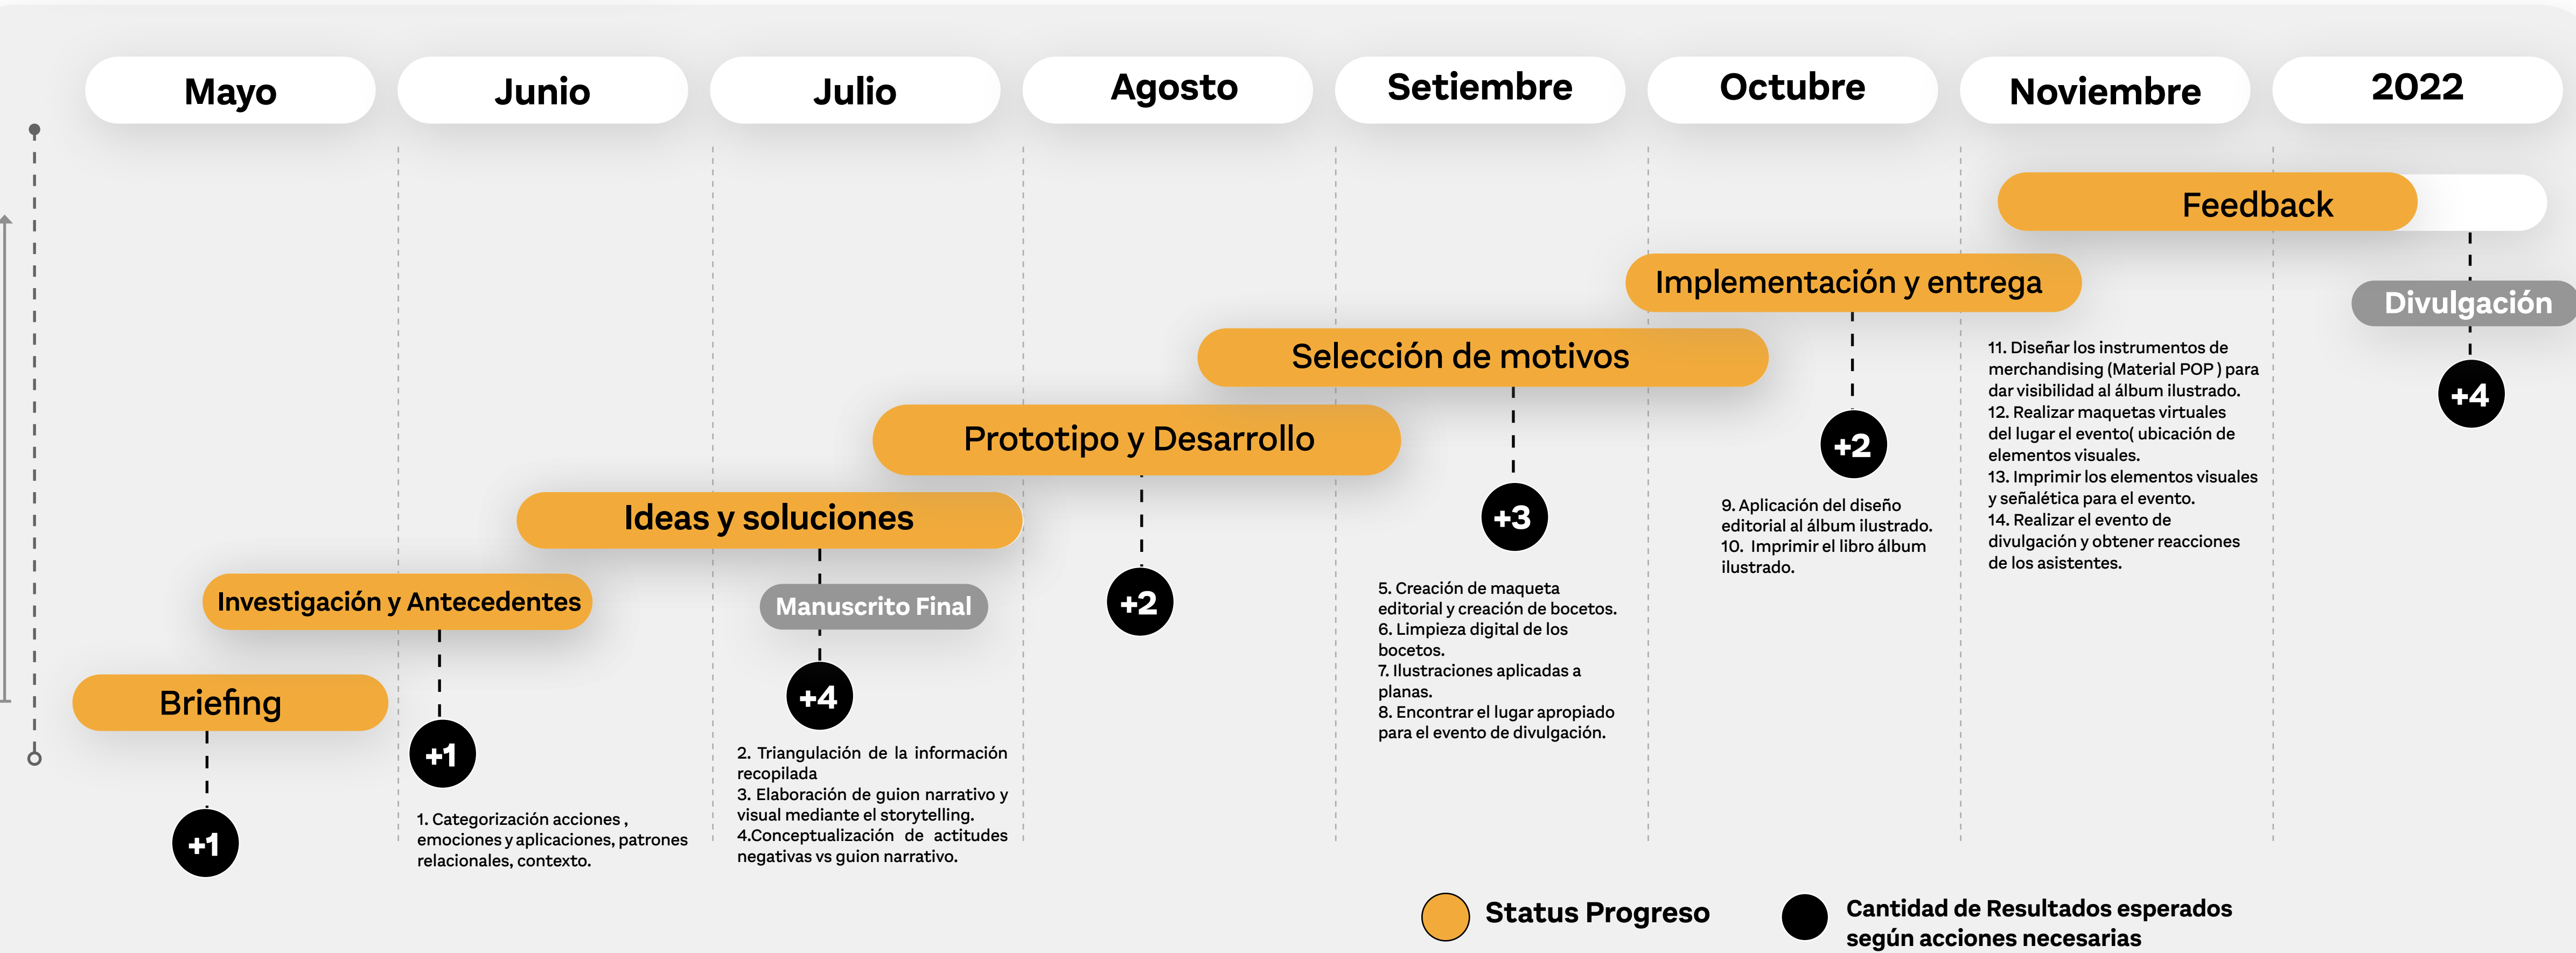 Mayo
Junio
Julio
Agosto
Setiembre
Octubre
Noviembre
2022
Feedback
Implementación y entrega
Divulgación
Selección de motivos
11. Diseñar los instrumentos de
merchandising (Material POP ) para
dar visibilidad al álbum ilustrado.
12. Realizar maquetas virtuales
del lugar el evento( ubicación de
elementos visuales.
13. Imprimir los elementos visuales
y señalética para el evento.
14. Realizar el evento de
divulgación y obtener reacciones
de los asistentes.
+4
Prototipo y Desarrollo
+2
9. Aplicación del diseño
editorial al álbum ilustrado.
10. Imprimir el libro álbum
ilustrado.
Ideas y soluciones
+3
5. Creación de maqueta
editorial y creación de bocetos.
6. Limpieza digital de los
bocetos.
7. Ilustraciones aplicadas a
planas.
8. Encontrar el lugar apropiado
para el evento de divulgación.
Investigación y Antecedentes
Manuscrito Final
+2
Briefing
+4
2. Triangulación de la información
recopilada
3. Elaboración de guion narrativo y
visual mediante el storytelling.
4.Conceptualización de actitudes
negativas vs guion narrativo.
+1
1. Categorización acciones ,
emociones y aplicaciones, patrones
relacionales, contexto.
+1
Status Progreso
Cantidad de Resultados esperados
según acciones necesarias